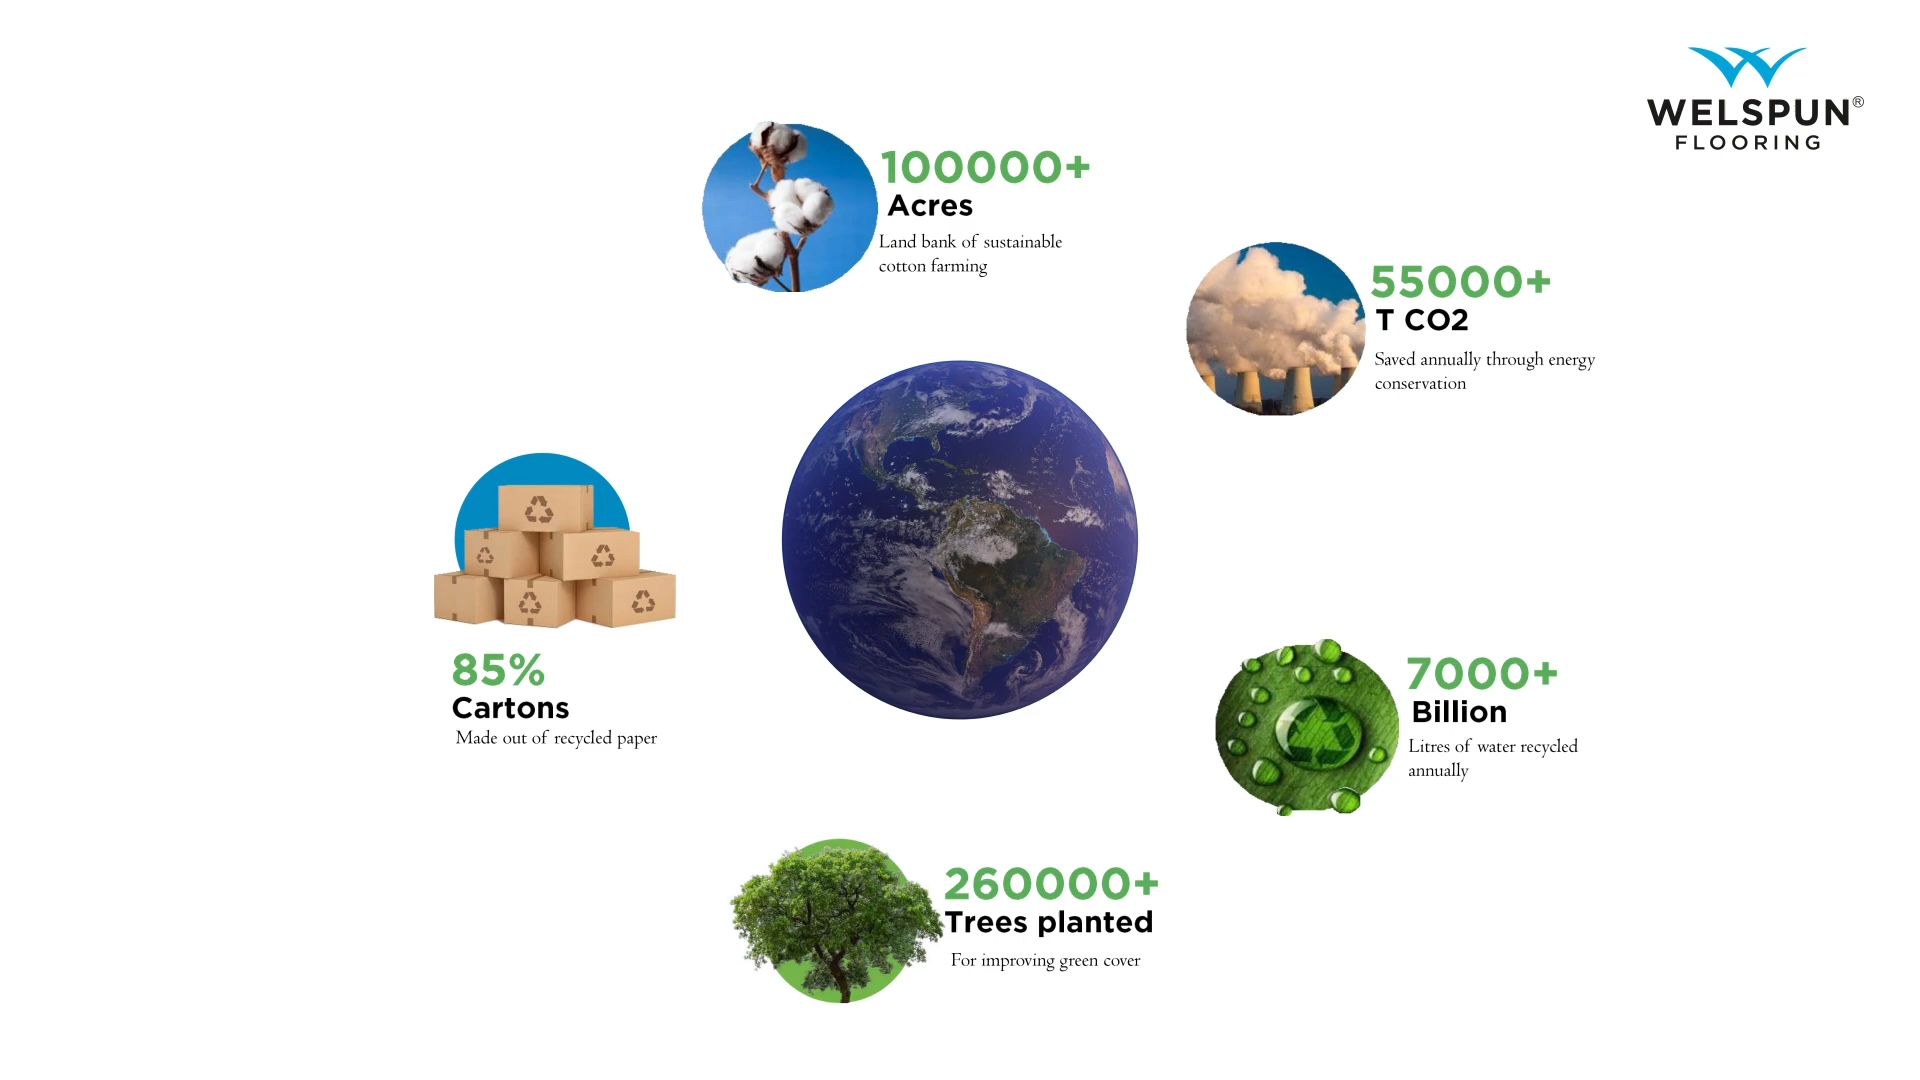 WELSPUN®
FLOORING
100000+
Acres
Land bank of sustainable
cotton farming
55000+
T CO2
Saved annually through energy
conservation
85%
Cartons
Made out of recycled paper
7000+
Billion
Litres of water recycled
annually
260000+
Trees planted
For improving green cover